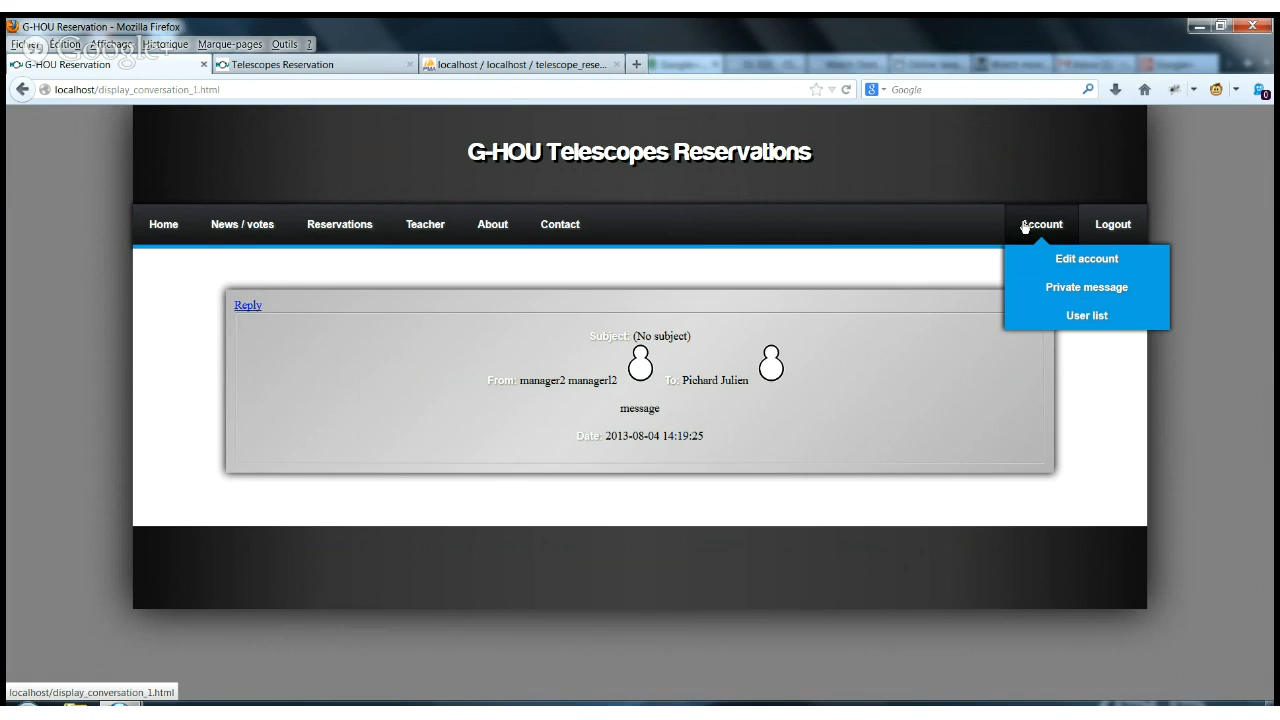 G-HOU Reservation - Mozilla Firefox
Fichier Édition Affichage Historique Marque-pages Outils ?
Google+
G-HOU Reservation
Telescopes Reservation
localhost / localhost / telescope_rese...
localhost/display_conversation_1.html
Google
0
G-HOU Telescopes Reservations
Home News / votes Reservations Teacher About Contact Account Logout
Edit account
Private message
User list
Reply
Subject: (No subject)
From: manager2 managerl2 To: Pichard Julien
message
Date: 2013-08-04 14:19:25
localhost/display_conversation_1.html